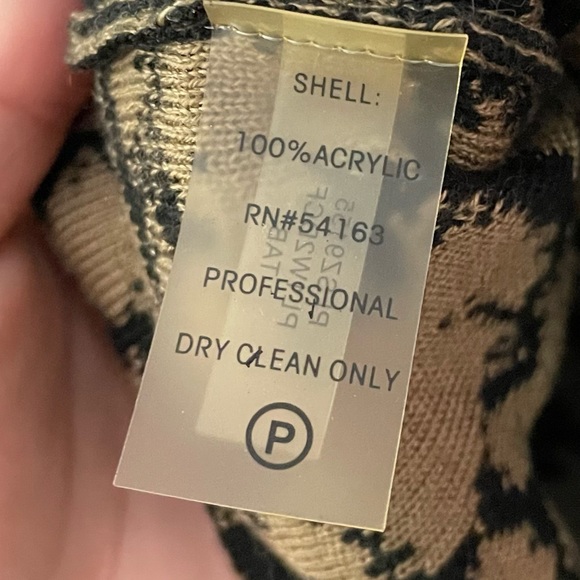 SHELL:
100%ACRYLIC
RN#54163
PROFESSIONAL
DRY CLEAN ONLY
P